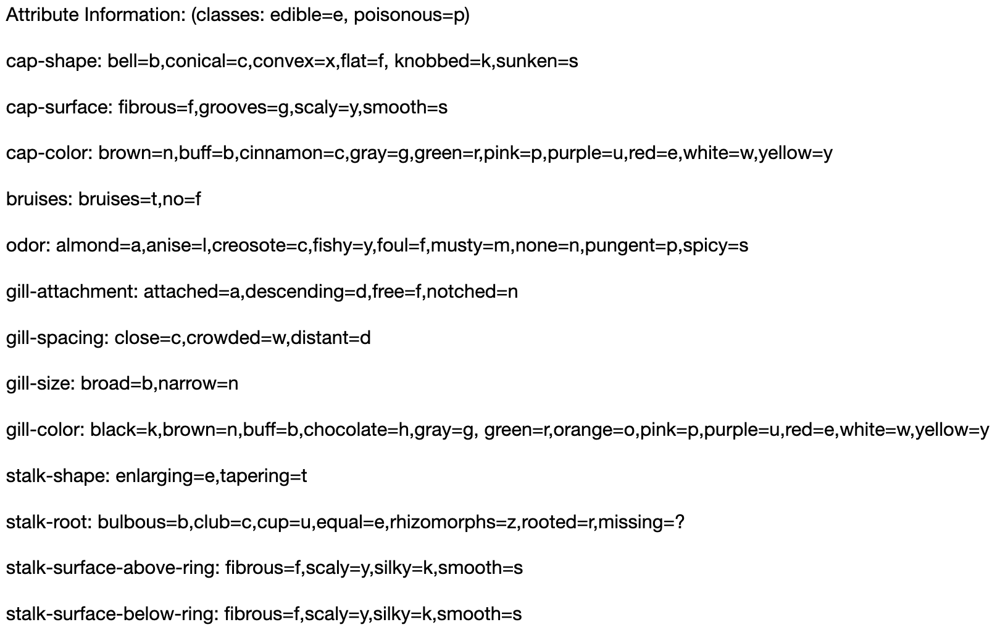 Attribute Information: (classes: edible=e, poisonous=p)
cap-shape: bell=b,conical=c,convex=x,flat=f, knobbed=k,sunken=s
cap-surface: fibrous=f,grooves=g,scaly=y,smooth=s
cap-color: brown=n,buff=b,cinnamon=c,gray=g,green=r,pink=p,purple=u,red=e,white=w,yellow=y
bruises: bruises=t,no=f
odor: almond=a,anise=l,creosote=c,fishy=y,foul=f,musty=m,none=n,pungent=p,spicy=s
gill-attachment: attached=a,descending=d,free=f,notched=n
gill-spacing: close=c,crowded=w,distant=d
gill-size: broad=b,narrow=n
gill-color: black=k,brown=n,buff=b,chocolate=h,gray=g, green=r,orange=o,pink=p,purple=u,red=e,white=w,yellow=y
stalk-shape: enlarging=e,tapering=t
stalk-root: bulbous=b,club=c,cup=u,equal=e,rhizomorphs=z,rooted=r,missing=?
stalk-surface-above-ring: fibrous=f,scaly=y,silky=k,smooth=s
stalk-surface-below-ring: fibrous=f,scaly=y,silky=k,smooth=s